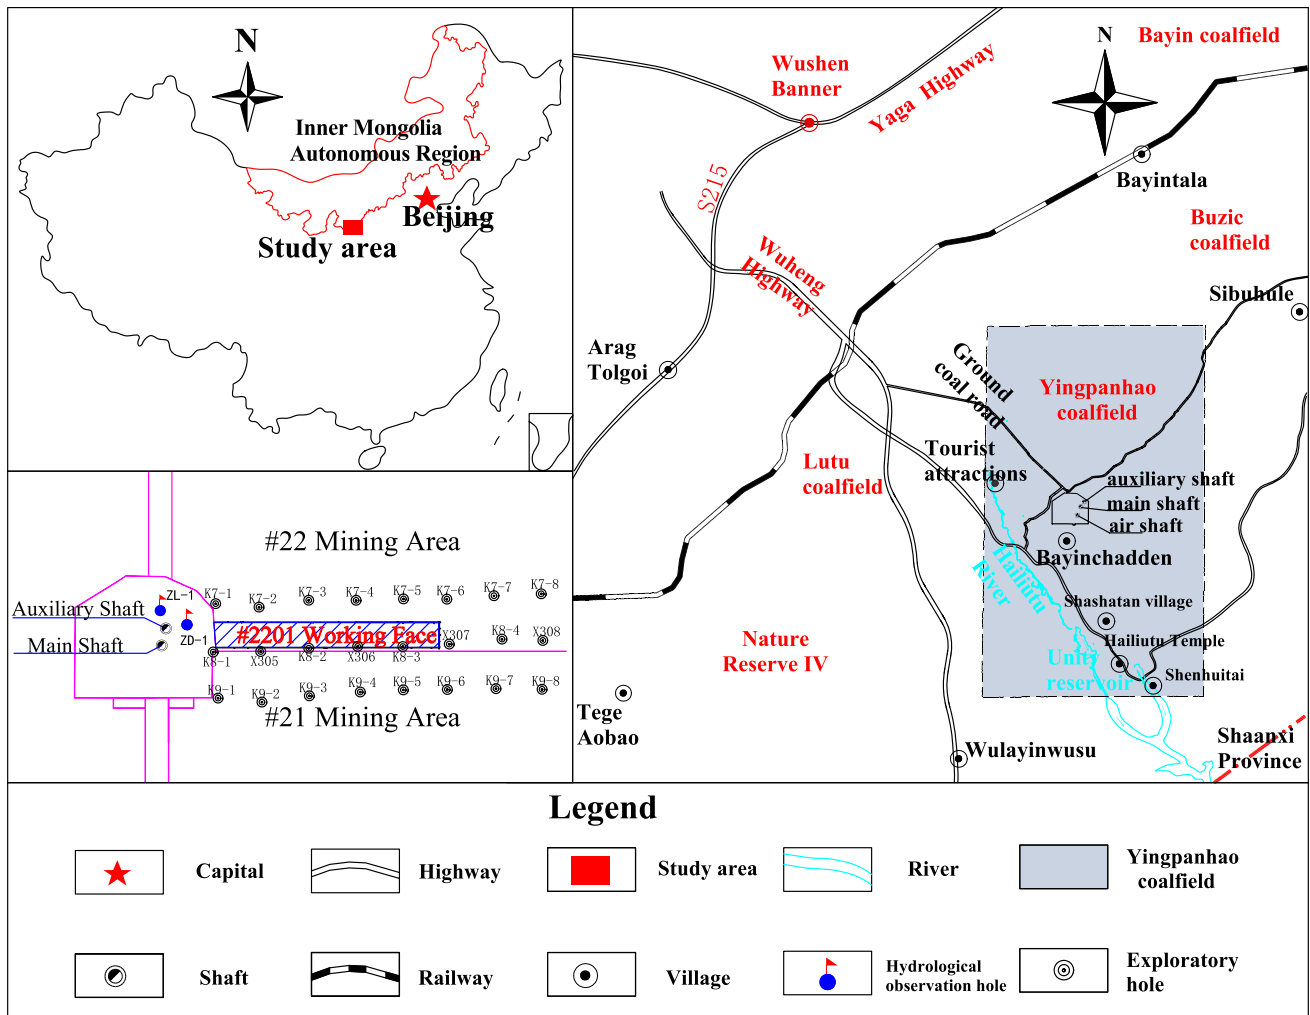 N
Inner Mongolia
Autonomous Region
Beijing
Study area
#22 Mining Area
ZL-1
K7-1
K7-2
K7-3
K7-4
K7-5
K7-6
K7-7
K7-8
Auxiliary Shaft
Main Shaft
ZD-1
#2201 Working Face
X307
K8-4
X308
K8-1
X305
K8-2
X306
K8-3
K9-1
K9-2
K9-3
K9-4
K9-5
K9-6
K9-7
K9-8
#21 Mining Area
N
Bayin coalfield
Wushen
Banner
Yaga Highway
Bayintala
S215
Buzic
coalfield
Wuheng
Highway
Sibuhule
Arag
Tolgoi
Ground
coal road
Yingpanhao
coalfield
Tourist
attractions
Lutu
coalfield
auxiliary shaft
main shaft
air shaft
Bayinchadden
Hailiutu
River
Shashatan village
Hailiutu Temple
Nature
Reserve IV
Unity
reservoir
Shenhuitai
Tege
Aobao
Wulayinwusu
Shaanxi
Province
Legend
Capital
Highway
Study area
River
Yingpanhao
coalfield
Shaft
Railway
Village
Hydrological
observation hole
Exploratory
hole